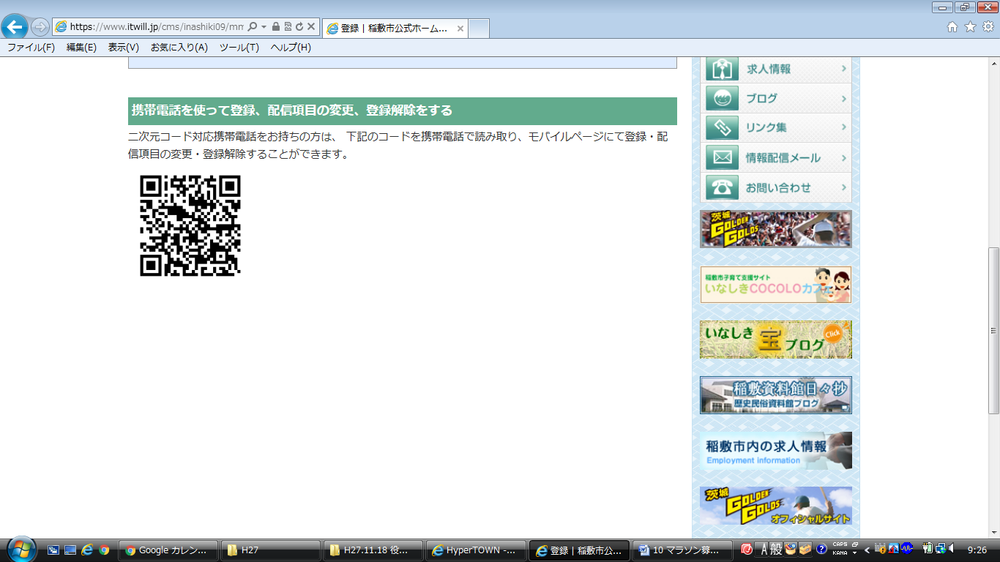 https://www.itwill.jp/cms/inashiki09/mm
登録 | 稲敷市公式ホーム...
ファイル(F) 編集(E) 表示(V) お気に入り(A) ツール(T) ヘルプ(H)
携帯電話を使って登録、配信項目の変更、登録解除をする
二次元コード対応携帯電話をお持ちの方は、 下記のコードを携帯電話で読み取り、モバイルページにて登録・配
信項目の変更・登録解除することができます。
求人情報
ブログ
リンク集
情報配信メール
お問い合わせ
茨城
GOLDEN
GOLDS
稲敷市子育て支援サイト
いなしきCOCOLOカフェ
いなしき宝ブログ
Click
稲敷資料館日々抄
歴史民俗資料館ブログ
稲敷市内の求人情報
Employment information
茨城
GOLDEN
GOLDS
オフィシャルサイト
Google カレン...
H27
H27.11.18 役...
HyperTOWN -...
登録 | 稲敷市公...
10 マラソン募...
A 般
CAPS
KANA
9:26